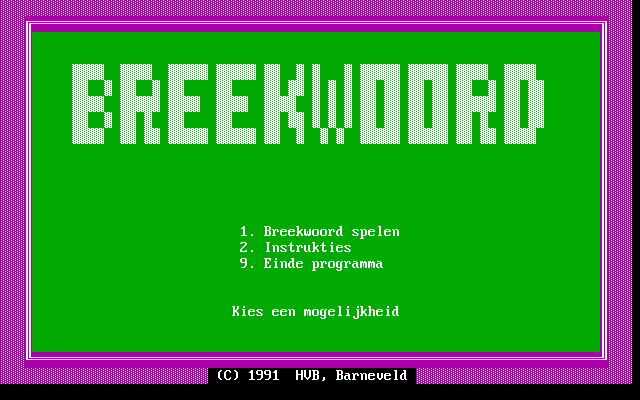 BREEKWOORD
1. Breekwoord spelen
2. Instrukties
9. Einde programma
Kies een mogelijkheid
(C) 1991  HVB, Barneveld